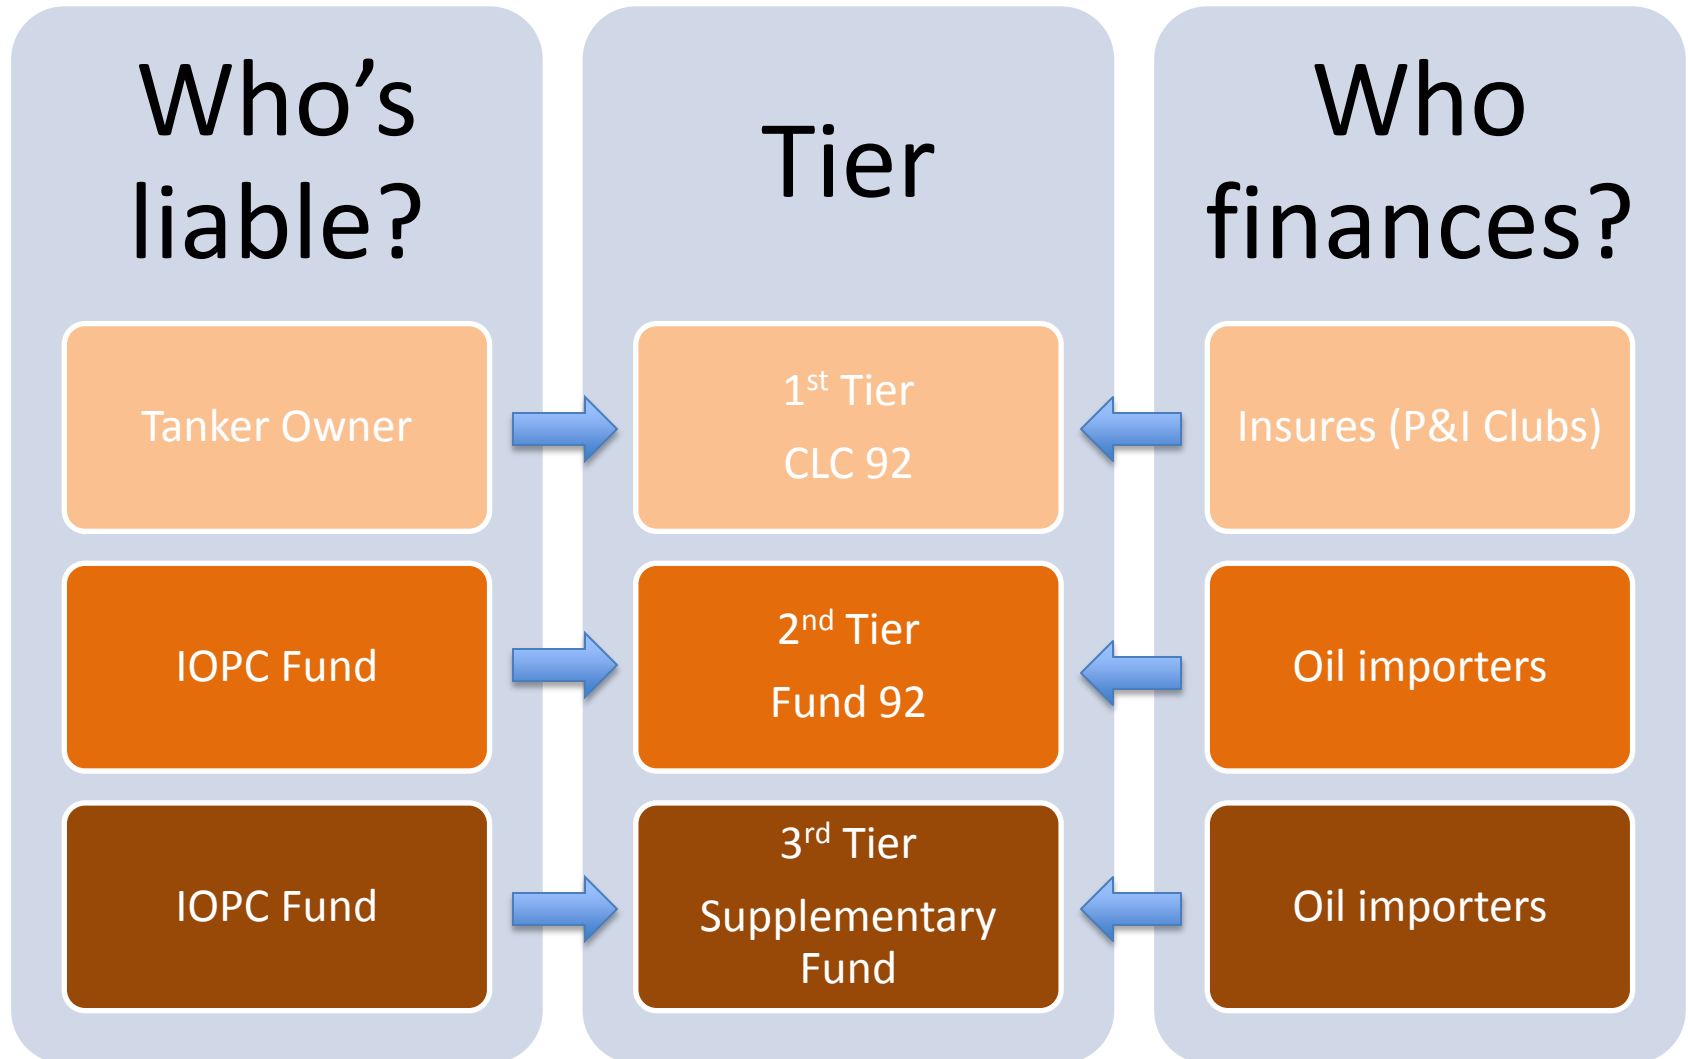 Who’s
liable?
Tier
Who
finances?
Tanker Owner
1st Tier
CLC 92
Insures (P&I Clubs)
IOPC Fund
2nd Tier
Fund 92
Oil importers
IOPC Fund
3rd Tier
Supplementary
Fund
Oil importers